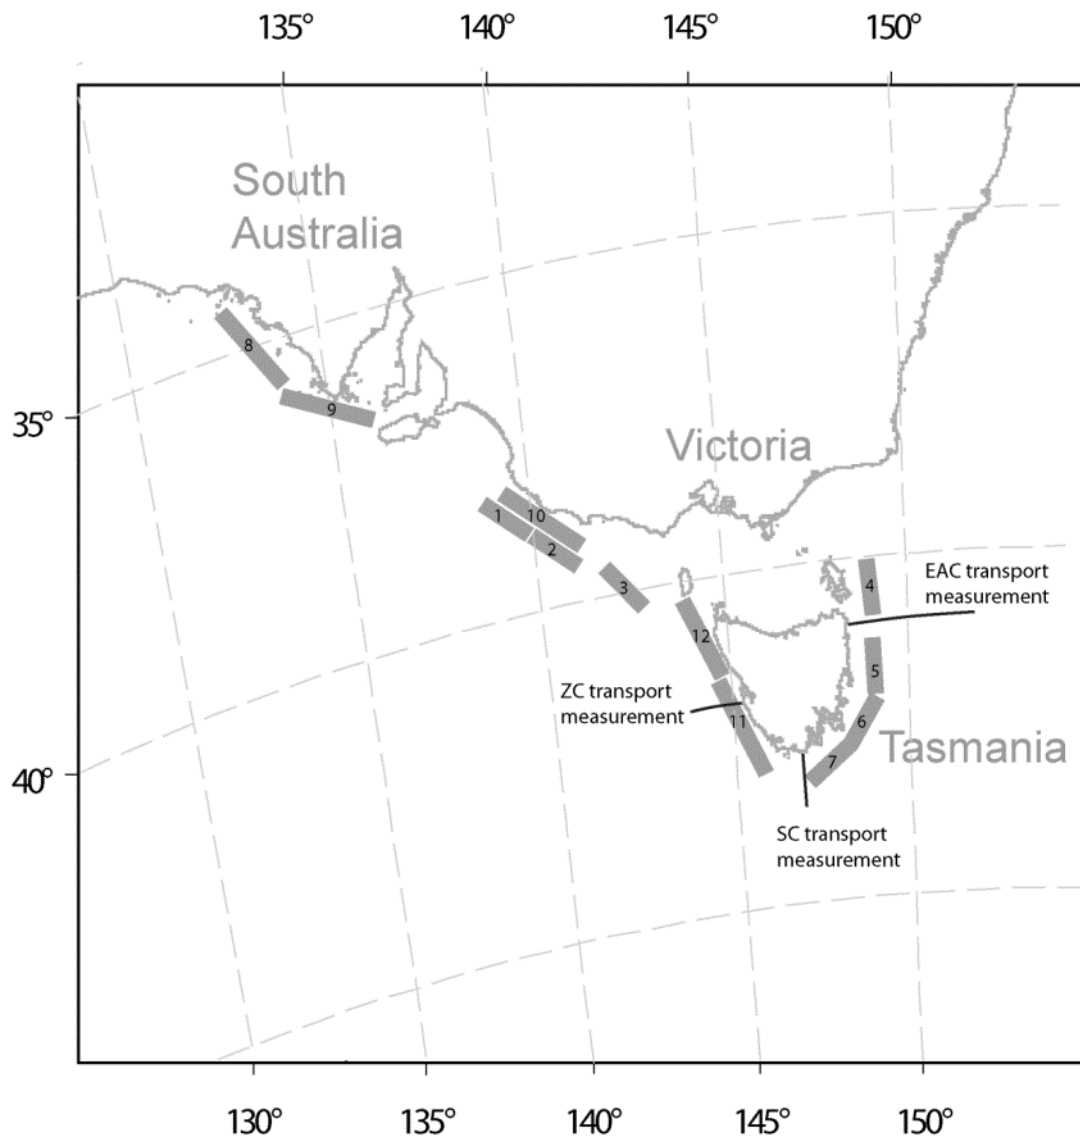 135°
140°
145°
150°
South
Australia
8
9
35°
Victoria
1
10
2
3
4
EAC transport
measurement
12
5
ZC transport
measurement
11
6
Tasmania
7
40°
SC transport
measurement
130°
135°
140°
145°
150°